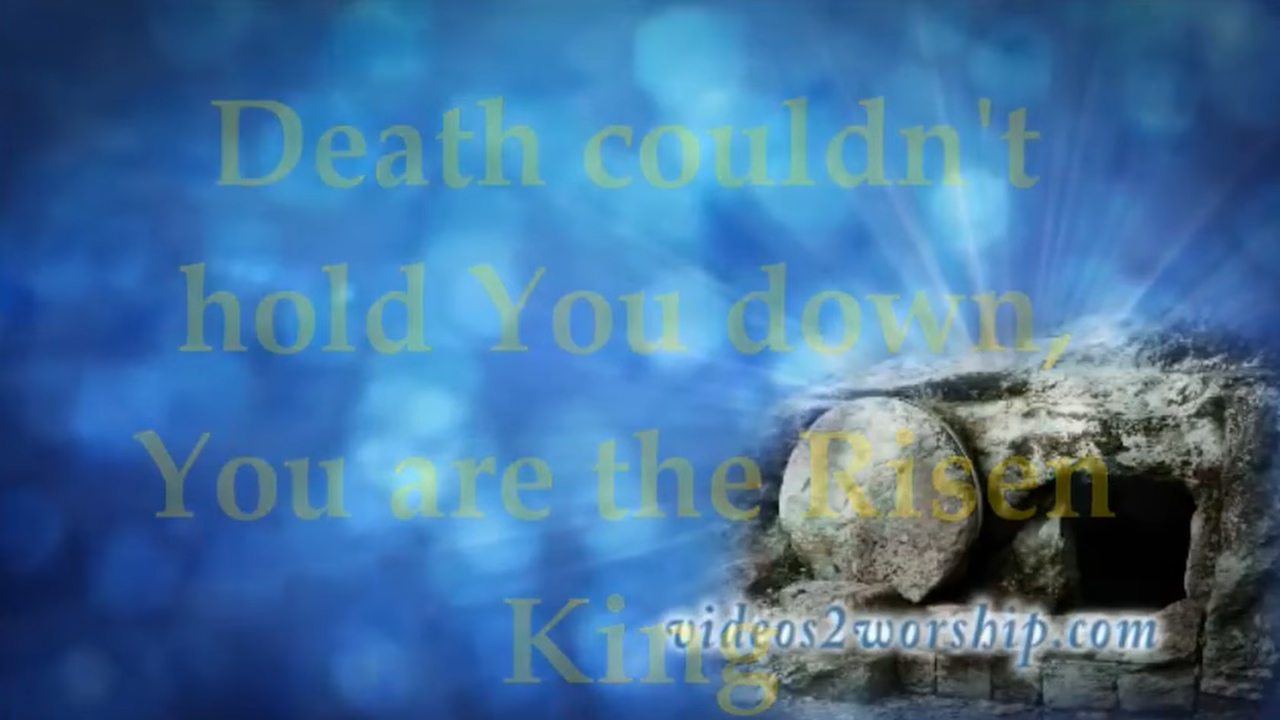 Death couldn't
hold You down,
You are the Risen
King
videos2worship.com